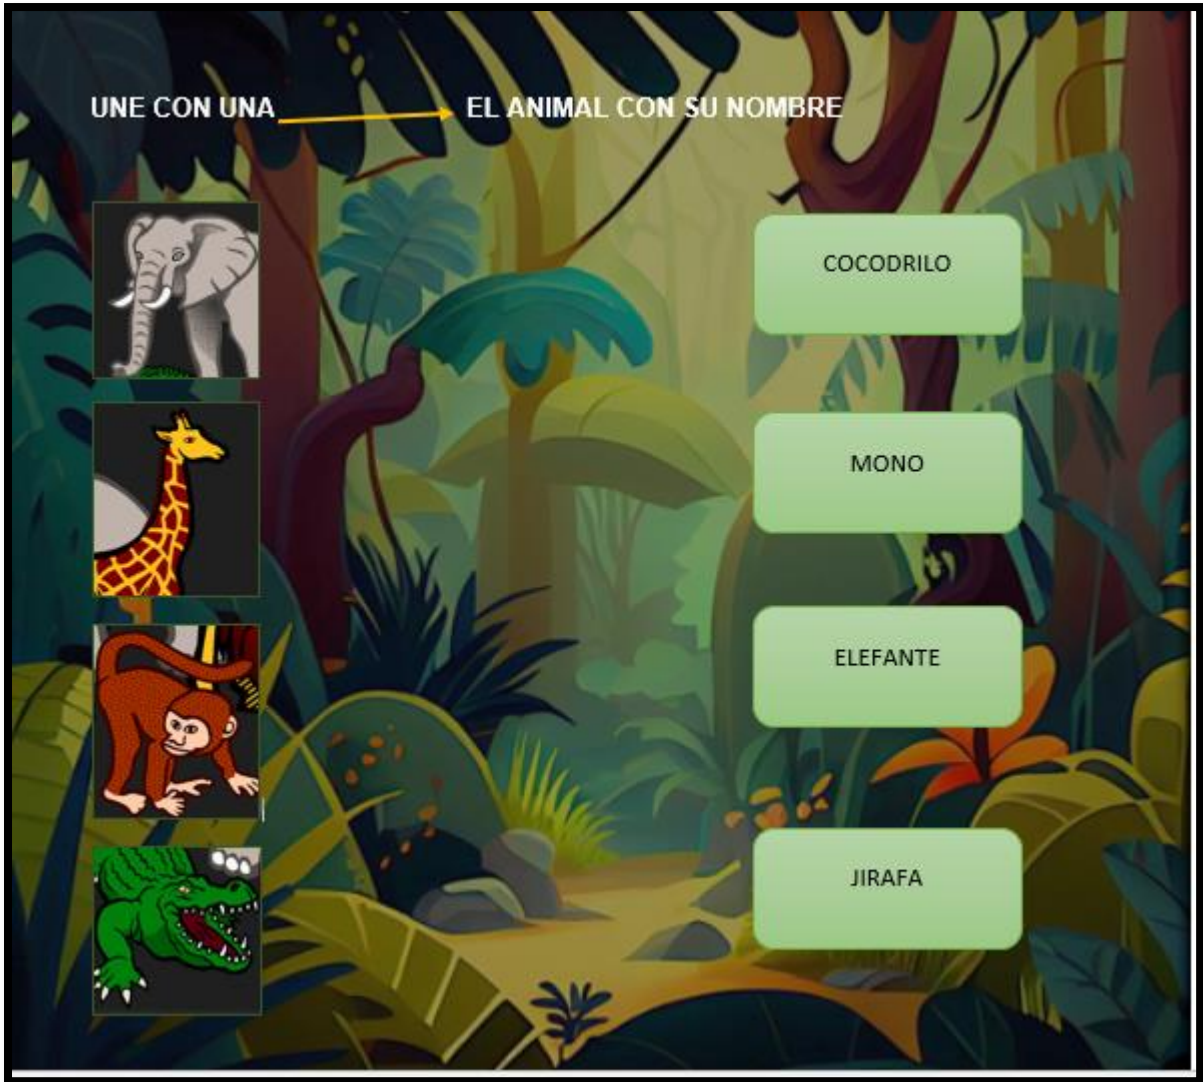 UNE CON UNA EL ANIMAL CON SU NOMBRE
COCODRILO
MONO
ELEFANTE
JIRAFA